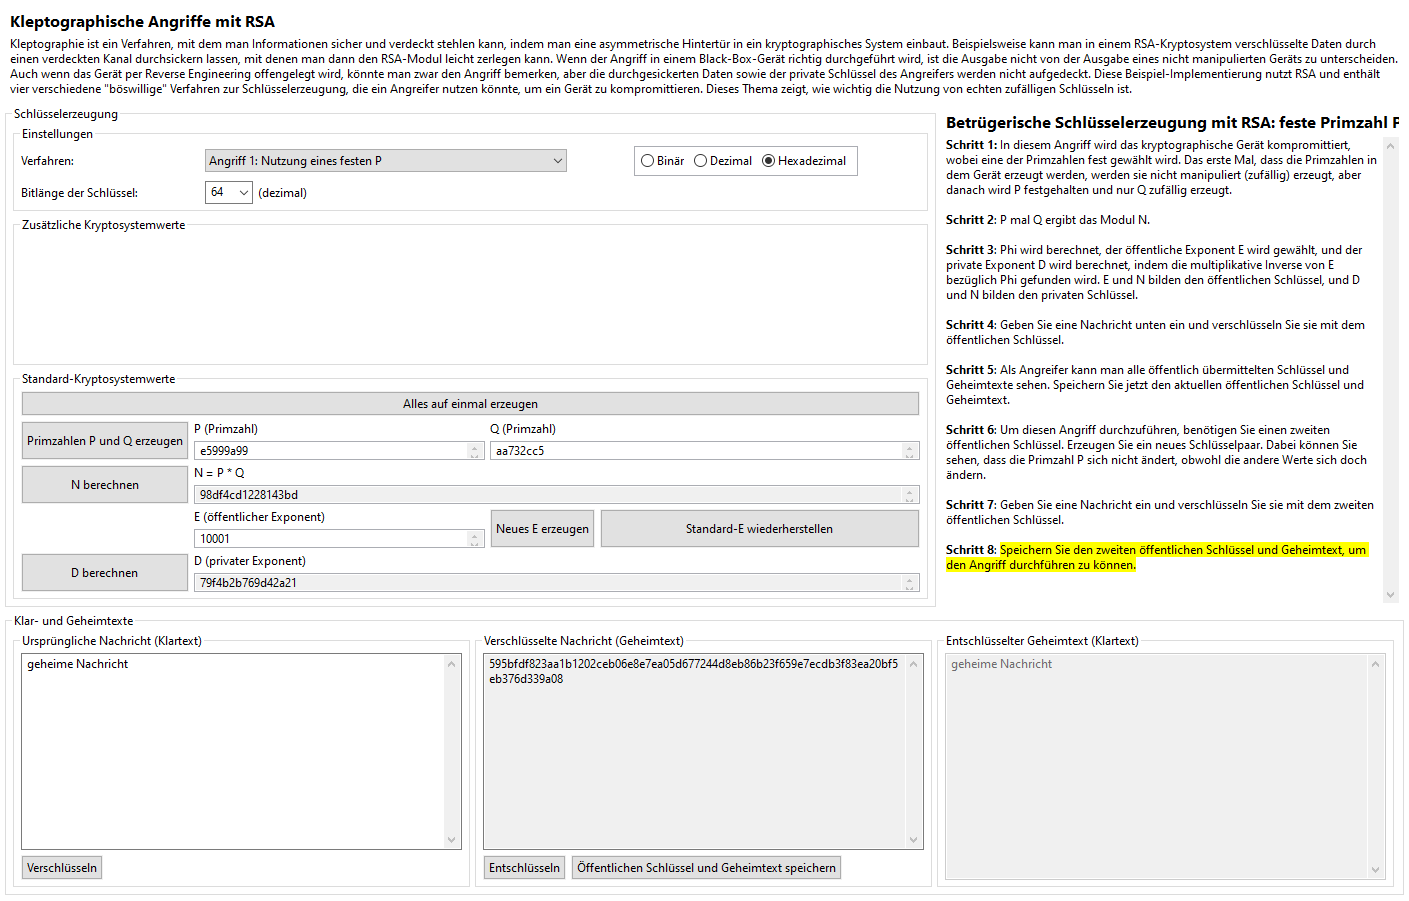 Kleptographische Angriffe mit RSA
Kleptographie ist ein Verfahren, mit dem man Informationen sicher und verdeckt stehlen kann, indem man eine asymmetrische Hintertür in ein kryptographisches System einbaut. Beispielsweise kann man in einem RSA-Kryptosystem verschlüsselte Daten durch
einen verdeckten Kanal durchsickern lassen, mit denen man dann den RSA-Modul leicht zerlegen kann. Wenn der Angriff in einem Black-Box-Gerät richtig durchgeführt wird, ist die Ausgabe nicht von der Ausgabe eines nicht manipulierten Geräts zu unterscheiden.
Auch wenn das Gerät per Reverse Engineering offengelegt wird, könnte man zwar den Angriff bemerken, aber die durchgesickerten Daten sowie der private Schlüssel des Angreifers werden nicht aufgedeckt. Diese Beispiel-Implementierung nutzt RSA und enthält
vier verschiedene "böswillige" Verfahren zur Schlüsselerzeugung, die ein Angreifer nutzen könnte, um ein Gerät zu kompromittieren. Dieses Thema zeigt, wie wichtig die Nutzung von echten zufälligen Schlüsseln ist.
Schlüsselerzeugung
Einstellungen
Verfahren:
Angriff 1: Nutzung eines festen P
Binär
Dezimal
Hexadezimal
Bitlänge der Schlüssel:
64
(dezimal)
Zusätzliche Kryptosystemwerte
Standard-Kryptosystemwerte
Alles auf einmal erzeugen
Primzahlen P und Q erzeugen
P (Primzahl)
e5999a99
Q (Primzahl)
aa732cc5
N berechnen
N = P * Q
98df4cd1228143bd
E (öffentlicher Exponent)
10001
Neues E erzeugen
Standard-E wiederherstellen
D berechnen
D (privater Exponent)
79f4b2b769d42a21
Betrügerische Schlüsselerzeugung mit RSA: feste Primzahl P
Schritt 1: In diesem Angriff wird das kryptographische Gerät kompromittiert,
wobei eine der Primzahlen fest gewählt wird. Das erste Mal, dass die Primzahlen in
dem Gerät erzeugt werden, werden sie nicht manipuliert (zufällig) erzeugt, aber
danach wird P festgehalten und nur Q zufällig erzeugt.
Schritt 2: P mal Q ergibt das Modul N.
Schritt 3: Phi wird berechnet, der öffentliche Exponent E wird gewählt, und der
private Exponent D wird berechnet, indem die multiplikative Inverse von E
bezüglich Phi gefunden wird. E und N bilden den öffentlichen Schlüssel, und D
und N bilden den privaten Schlüssel.
Schritt 4: Geben Sie eine Nachricht unten ein und verschlüsseln Sie sie mit dem
öffentlichen Schlüssel.
Schritt 5: Als Angreifer kann man alle öffentlich übermittelten Schlüssel und
Geheimtexte sehen. Speichern Sie jetzt den aktuellen öffentlichen Schlüssel und
Geheimtext.
Schritt 6: Um diesen Angriff durchzuführen, benötigen Sie einen zweiten
öffentlichen Schlüssel. Erzeugen Sie ein neues Schlüsselpaar. Dabei können Sie
sehen, dass die Primzahl P sich nicht ändert, obwohl die andere Werte sich doch
ändern.
Schritt 7: Geben Sie eine Nachricht ein und verschlüsseln Sie sie mit dem zweiten
öffentlichen Schlüssel.
Schritt 8: Speichern Sie den zweiten öffentlichen Schlüssel und Geheimtext, um
den Angriff durchführen zu können.
Klar- und Geheimtexte
Ursprüngliche Nachricht (Klartext)
geheime Nachricht
Verschlüsseln
Verschlüsselte Nachricht (Geheimtext)
595bfdf823aa1b1202ceb06e8e7ea05d677244d8eb86b23f659e7ecdb3f83ea20bf5
eb376d339a08
Entschlüsseln
Öffentlichen Schlüssel und Geheimtext speichern
Entschlüsselter Geheimtext (Klartext)
geheime Nachricht